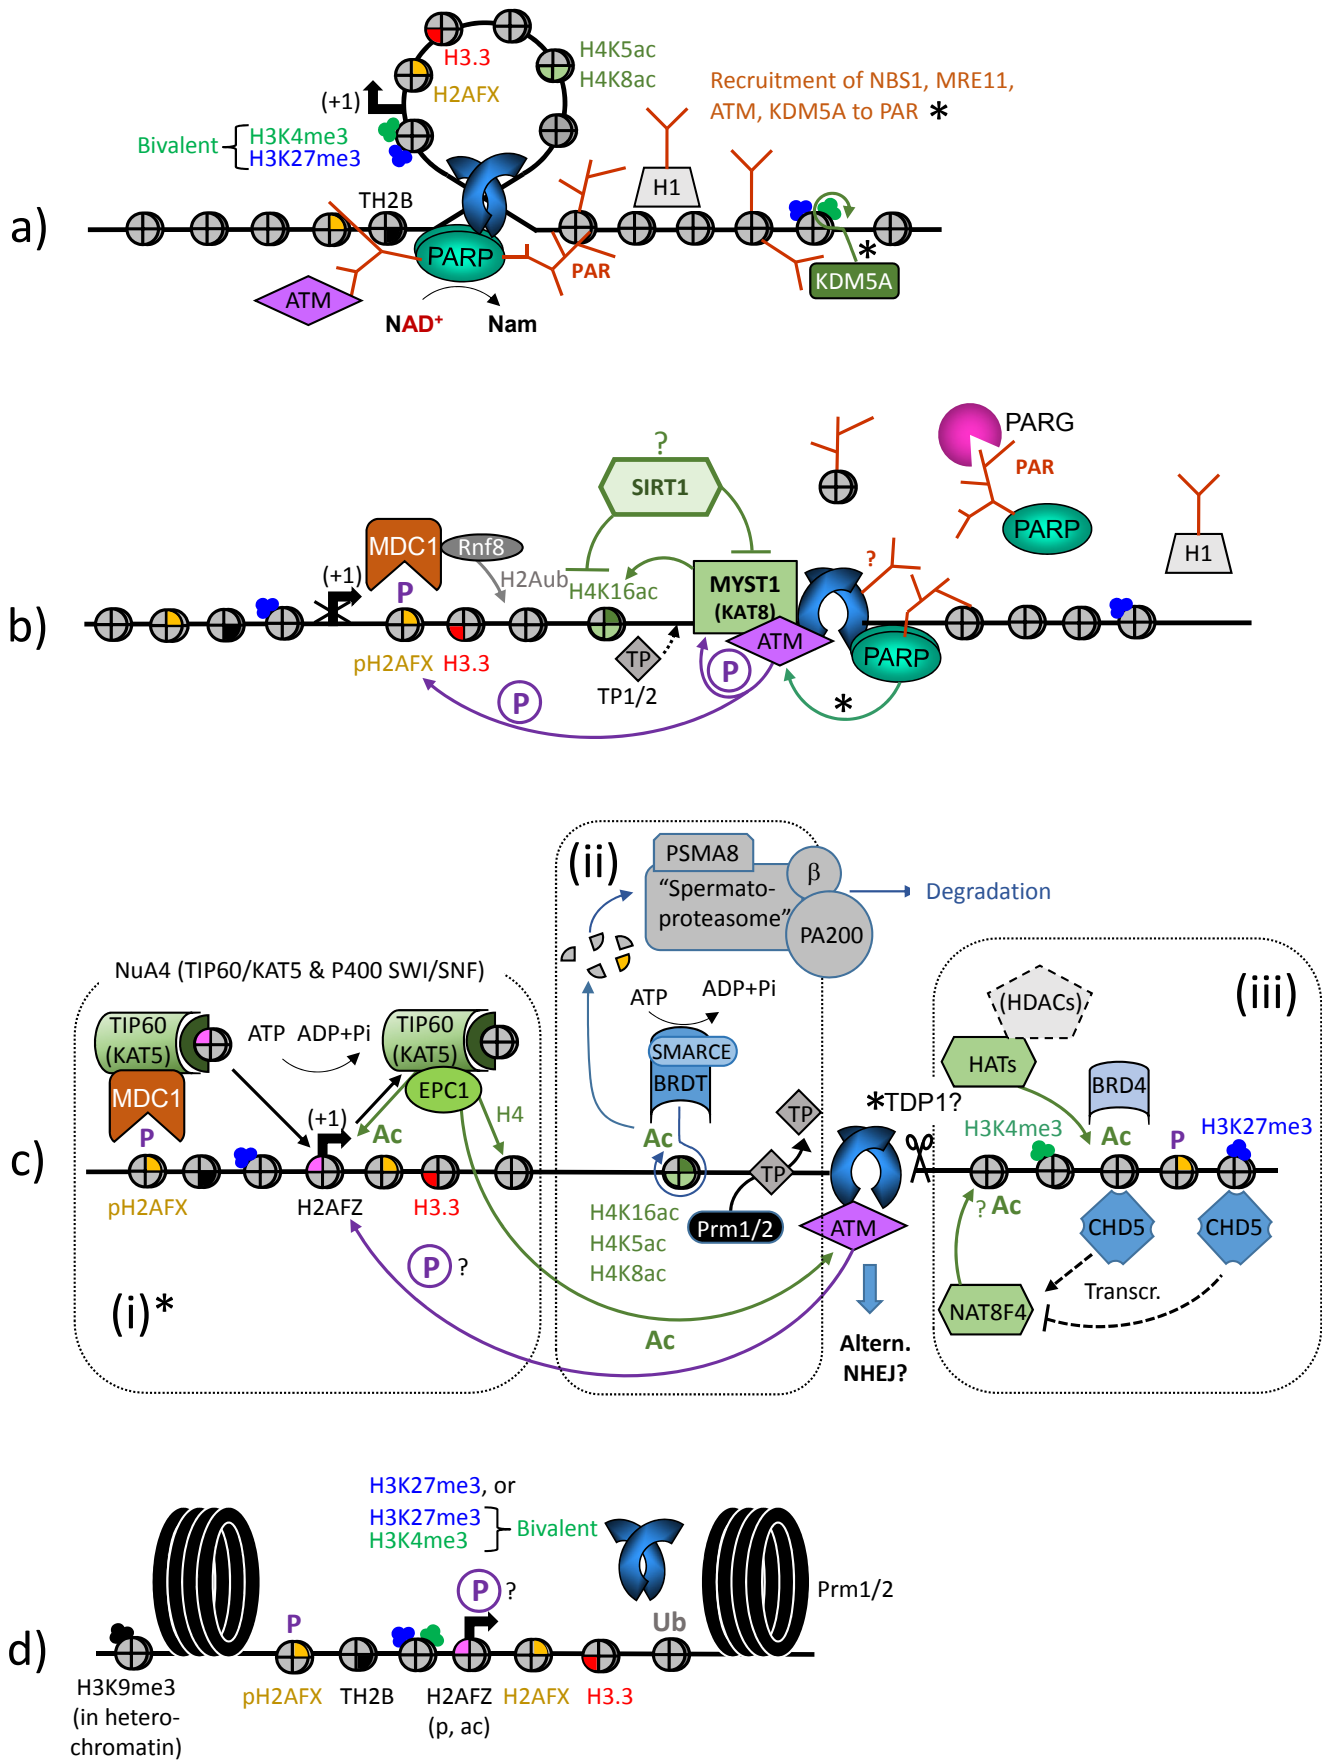 a)
H3.3
H4K5ac
H4K8ac
H2AFX
(+1)
Recruitment of NBS1, MRE11,
ATM, KDM5A to PAR *
Bivalent
H3K4me3
H3K27me3
TH2B
H1
PARP
PAR
*
KDM5A
ATM
NAD+
Nam
b)
?
SIRT1
PARG
PAR
PARP
H1
MDC1
Rnf8
P
(+1)
H2Aub
H4K16ac
MYST1
(KAT8)
?
ATM
PARP
pH2AFX
H3.3
TP
TP1/2
P
P
*
c)
(ii)
PSMA8
"Spermato-
proteasome"
β
PA200
Degradation
NuA4 (TIP60/KAT5 & P400 SWI/SNF)
TIP60
(KAT5)
MDC1
P
ATP
ADP+Pi
TIP60
(KAT5)
EPC1
(+1)
Ac
H4
ATP
ADP+Pi
SMARCE
BRDT
Ac
TP
TP
*TDP1?
(iii)
(HDACs)
HATs
BRD4
H3K4me3
Ac
P
H3K27me3
pH2AFX
H2AFZ
H3.3
H4K16ac
H4K5ac
H4K8ac
Prm1/2
ATM
? Ac
CHD5
CHD5
P ?
Transcr.
NAT8F4
(i)*
Ac
Altern.
NHEJ?
d)
H3K27me3, or
H3K27me3
H3K4me3
Bivalent
P ?
Prm1/2
P
Ub
H3K9me3
(in hetero-
chromatin)
pH2AFX
TH2B
H2AFZ
(p, ac)
H2AFX
H3.3